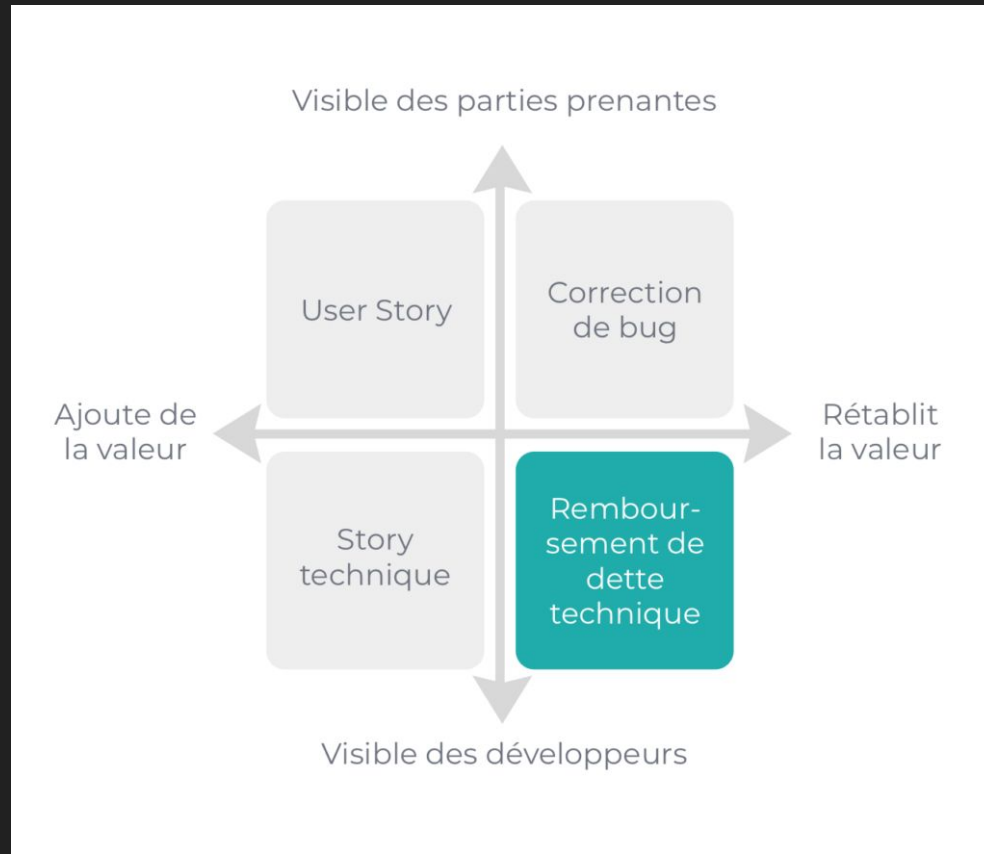 Visible des parties prenantes
User Story
Correction
de bug
Ajoute de
la valeur
Rétablit
la valeur
Story
technique
Rembour-
sement de
dette
technique
Visible des développeurs